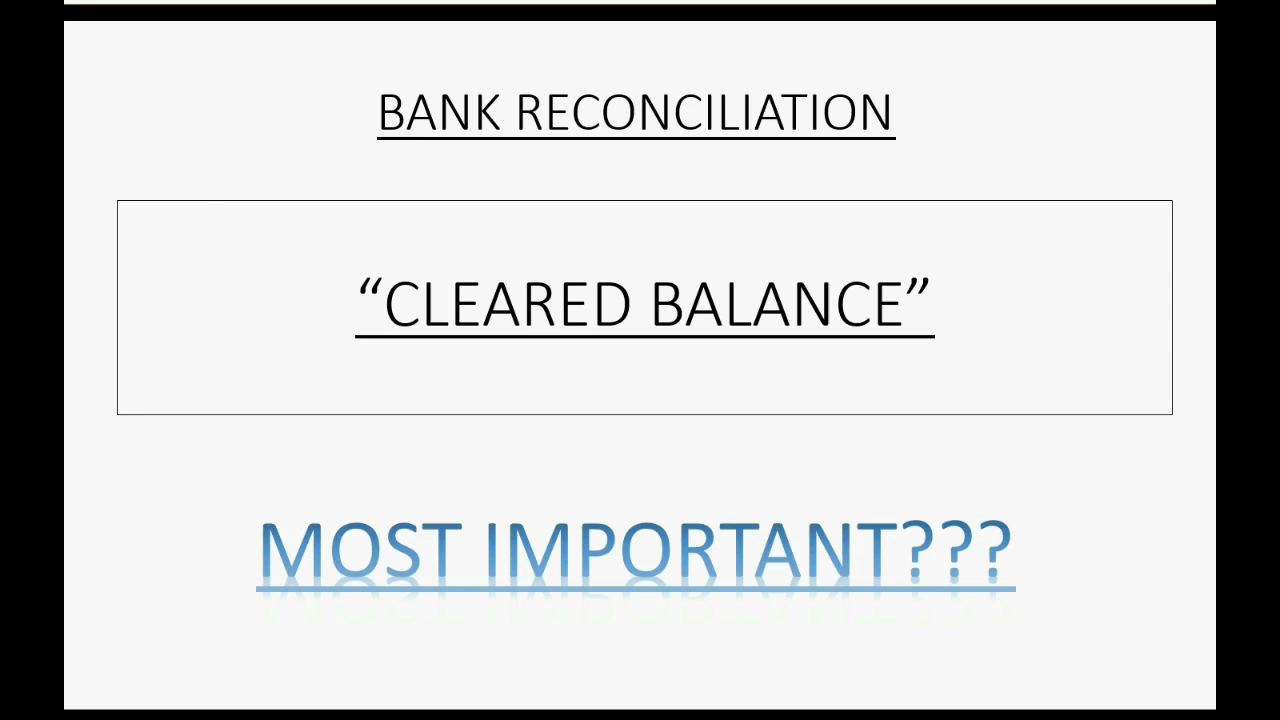 BANK RECONCILIATION
“CLEARED BALANCE”
MOST IMPORTANT???